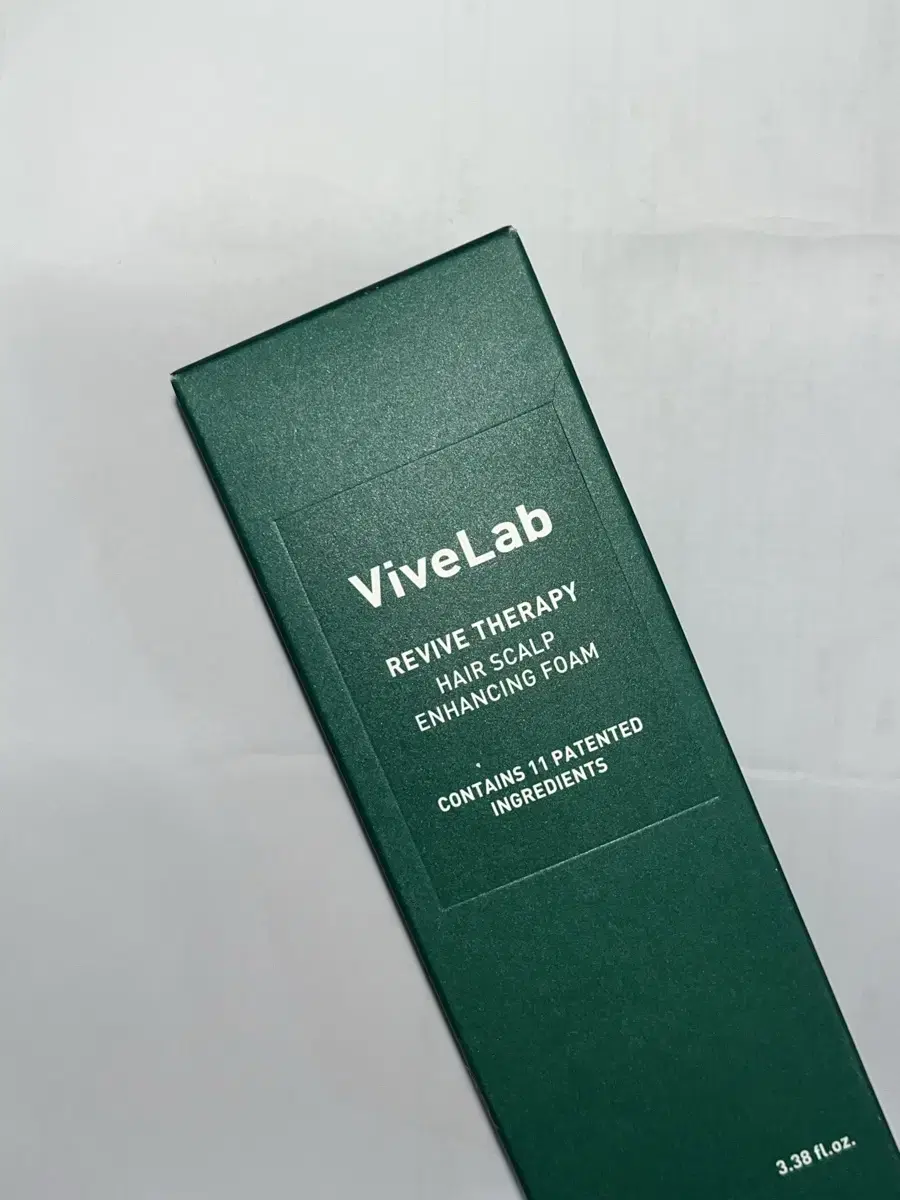 ViveLab
REVIVE THERAPY
HAIR SCALP
ENHANCING FOAM
CONTAINS 11 PATENTED
INGREDIENTS
3.38 fl.oz.